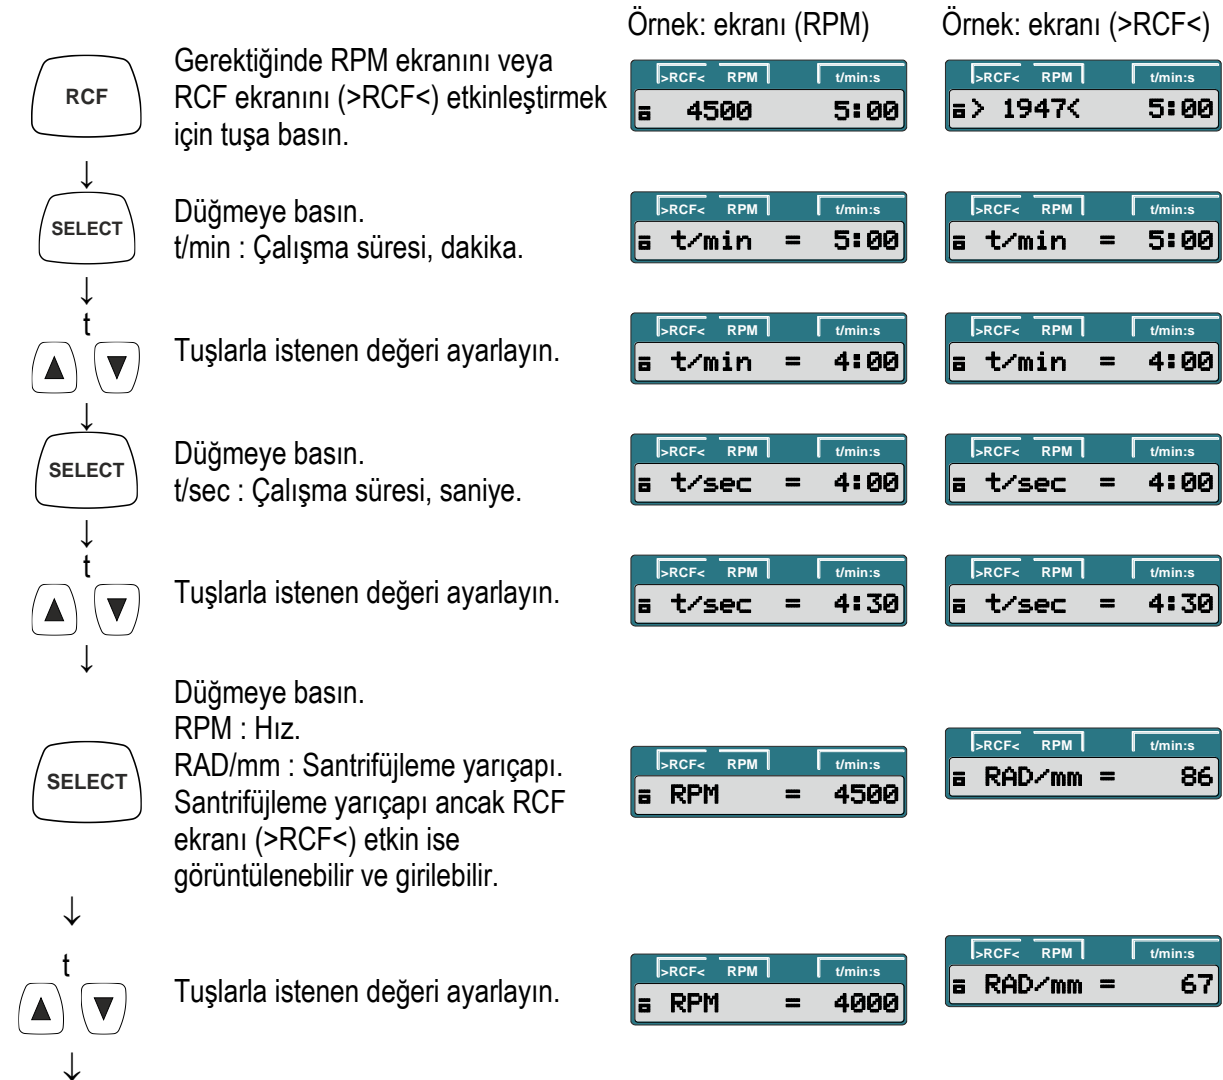 Örnek: ekranı (RPM) Örnek: ekranı (>RCF<)
RCF
Gerektiğinde RPM ekranını veya
RCF ekranını (>RCF<) etkinleştirmek
için tuşa basın.
>RCF< RPM t/min:s
4500 5:00
>RCF< RPM t/min:s
> 1947< 5:00
↓
SELECT
Düğmeye basın.
t/min : Çalışma süresi, dakika.
>RCF< RPM t/min:s
t/min = 5:00
>RCF< RPM t/min:s
t/min = 5:00
↓
t
▲ ▼
Tuşlarla istenen değeri ayarlayın.
>RCF< RPM t/min:s
t/min = 4:00
>RCF< RPM t/min:s
t/min = 4:00
↓
SELECT
Düğmeye basın.
t/sec : Çalışma süresi, saniye.
>RCF< RPM t/min:s
t/sec = 4:00
>RCF< RPM t/min:s
t/sec = 4:00
↓
t
▲ ▼
Tuşlarla istenen değeri ayarlayın.
>RCF< RPM t/min:s
t/sec = 4:30
>RCF< RPM t/min:s
t/sec = 4:30
↓
SELECT
Düğmeye basın.
RPM : Hız.
RAD/mm : Santrifüjleme yarıçapı.
Santrifüjleme yarıçapı ancak RCF
ekranı (>RCF<) etkin ise
görüntülenebilir ve girilebilir.
>RCF< RPM t/min:s
RPM = 4500
>RCF< RPM t/min:s
RAD/mm = 86
↓
t
▲ ▼
Tuşlarla istenen değeri ayarlayın.
>RCF< RPM t/min:s
RPM = 4000
>RCF< RPM t/min:s
RAD/mm = 67
↓